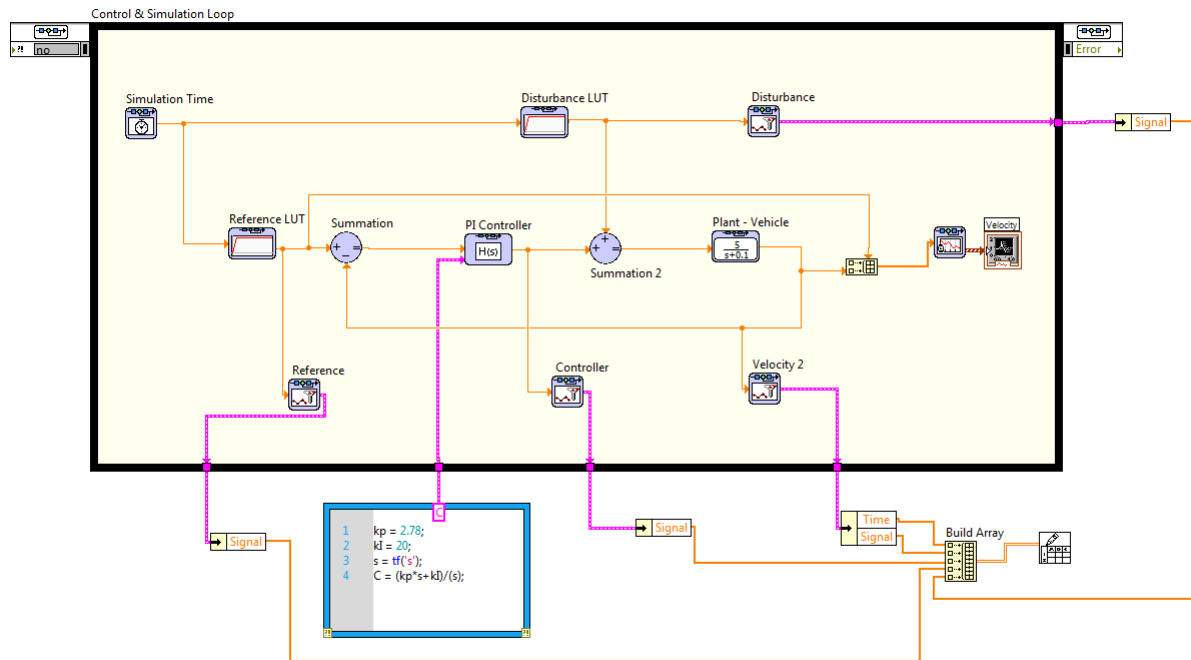 Control & Simulation Loop
?!
no
Error
Simulation Time
Disturbance LUT
Disturbance
Signal
Reference LUT
Summation
PI Controller
Plant - Vehicle
Velocity
H(s)
5
s+0.1
Summation 2
Reference
Controller
Velocity 2
Signal
C
1 kp = 2.78;
2 kI = 20;
3 s = tf('s');
4 C = (kp*s+kI)/(s);
Signal
Time
Signal
Build Array